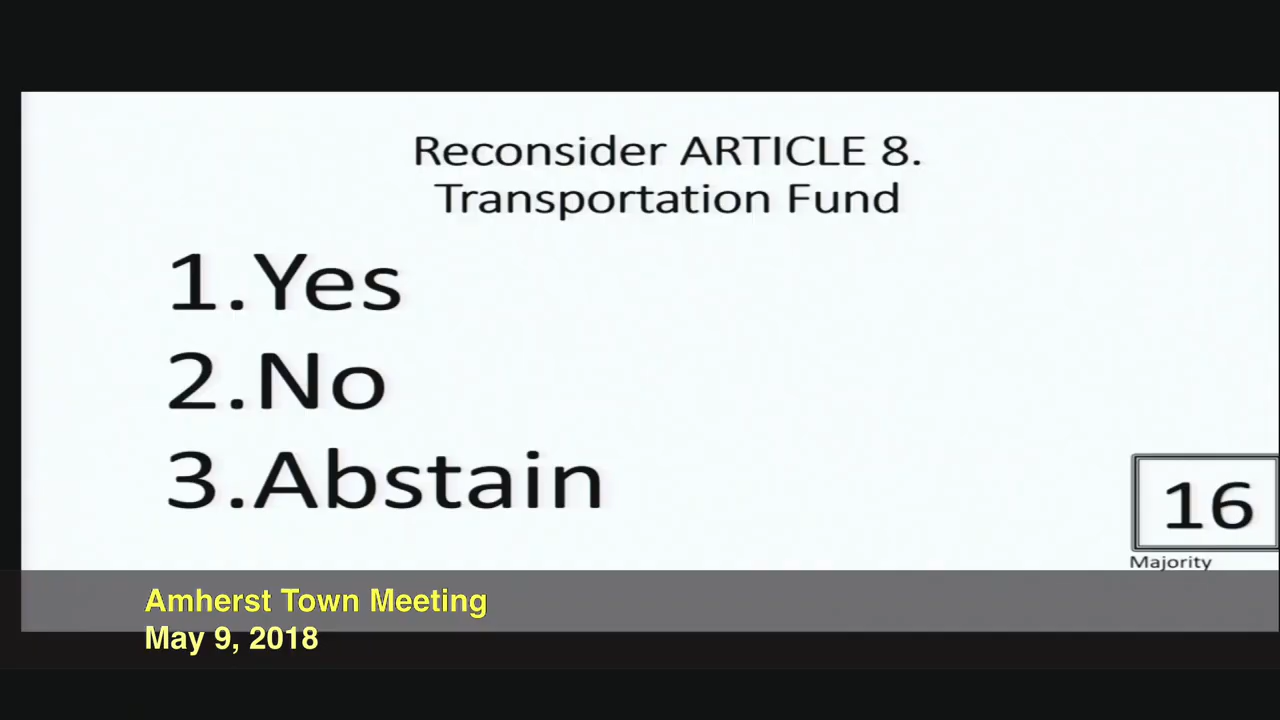 Reconsider ARTICLE 8.
Transportation Fund
1.Yes
2.No
3.Abstain
16
Majority
Amherst Town Meeting
May 9, 2018